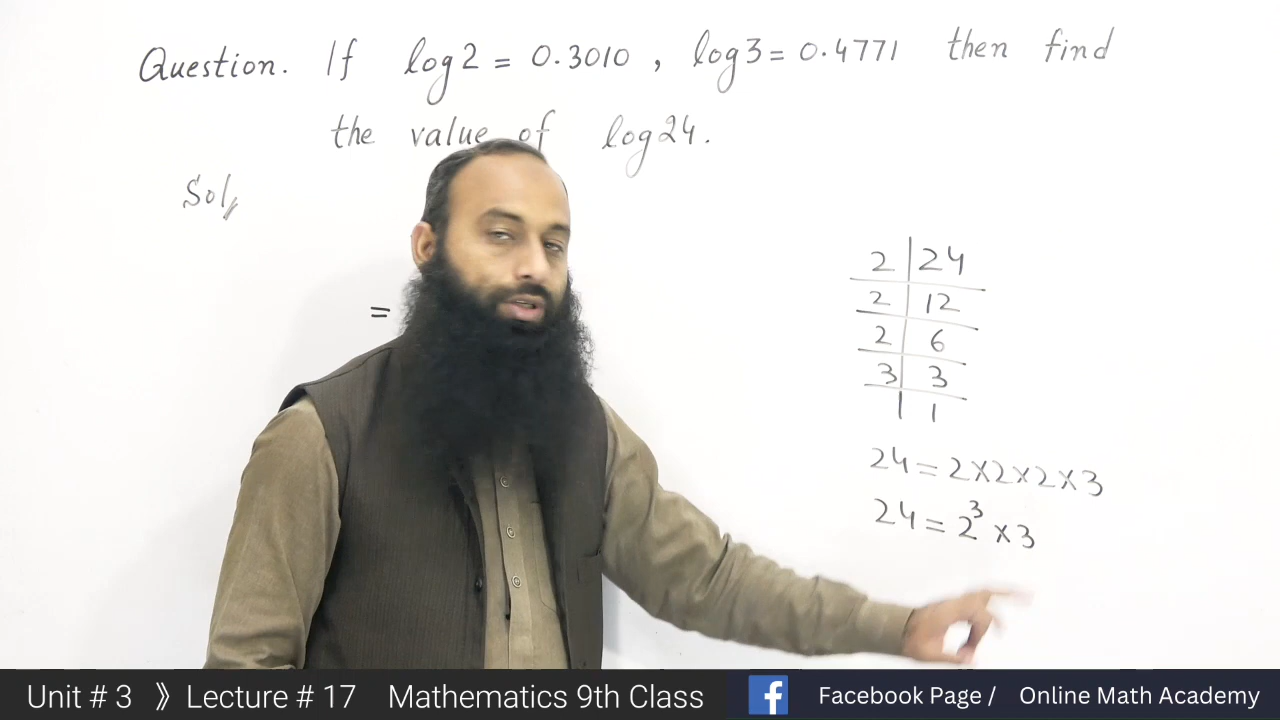 Question. If log2 = 0.3010 , log3 = 0.4771 then find
the value of log24.
Sol,
=
2 | 24
2 | 12
2 | 6
3 | 3
| 1
24 = 2×2×2×3
24 = 2³ × 3
Unit # 3 》 Lecture # 17 Mathematics 9th Class f Facebook Page / Online Math Academy